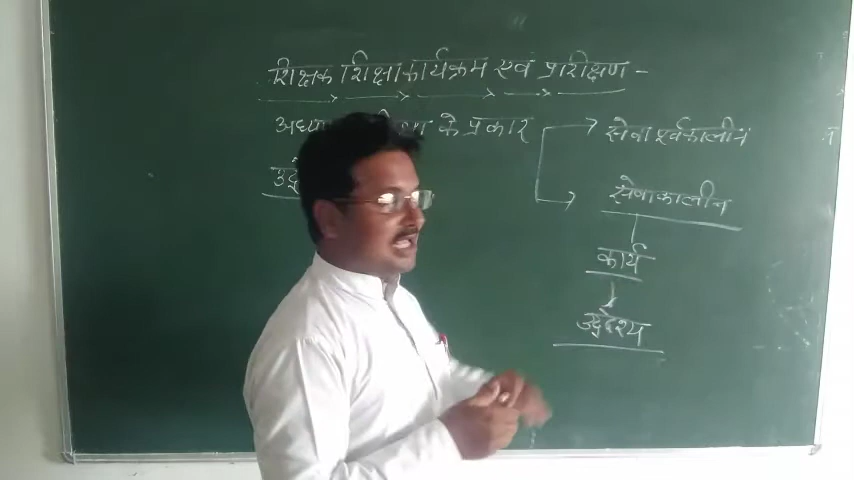 शिक्षक शिक्षा कार्यक्रम एवं प्रशिक्षण -
के प्रकार
सेवा पूर्वकालीन
सेवाकालीन
कार्य
उद्देश्य